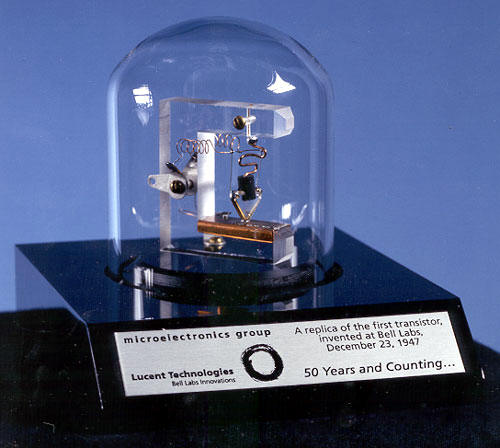 microelectronics group
Lucent Technologies
Bell Labs Innovations
A replica of the first transistor,
invented at Bell Labs,
December 23, 1947
50 Years and Counting...